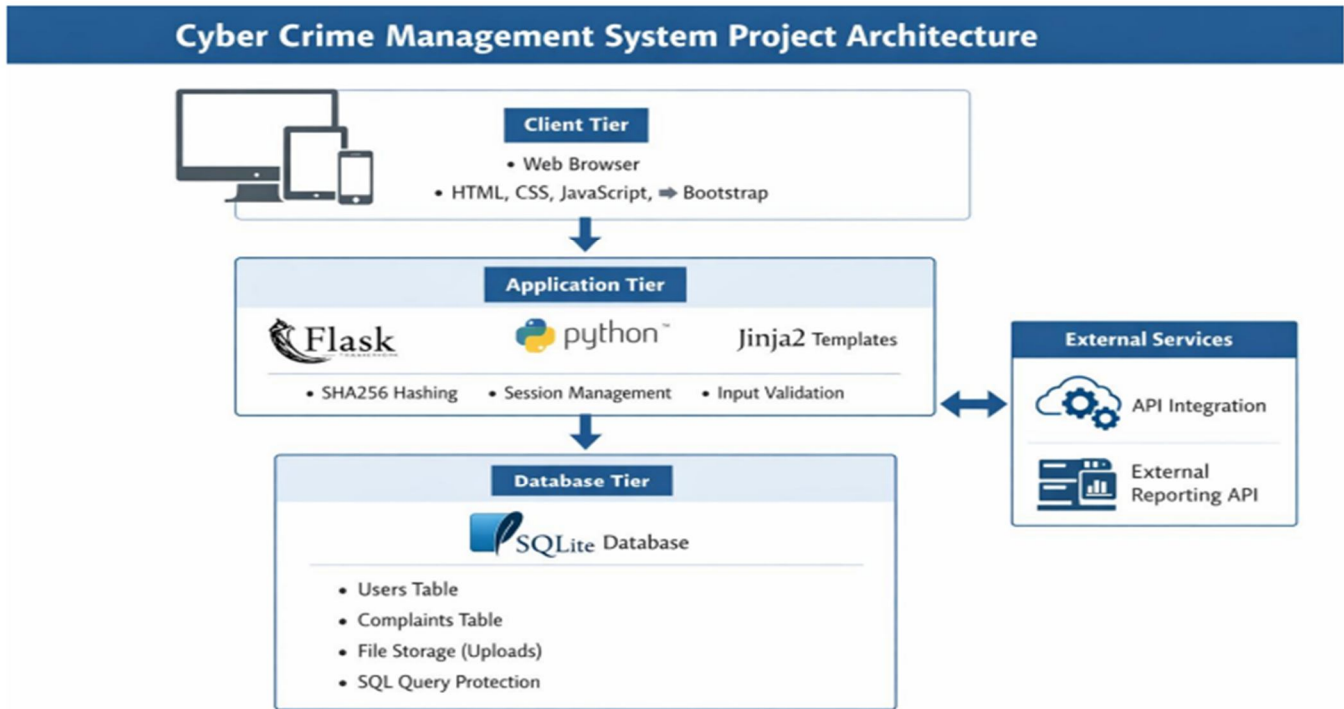 Cyber Crime Management System Project Architecture
Client Tier
• Web Browser
• HTML, CSS, JavaScript, ➡ Bootstrap
Application Tier
Flask
python™
Jinja2 Templates
• SHA256 Hashing • Session Management • Input Validation
External Services
API Integration
External
Reporting API
Database Tier
SQLite Database
• Users Table
• Complaints Table
• File Storage (Uploads)
• SQL Query Protection